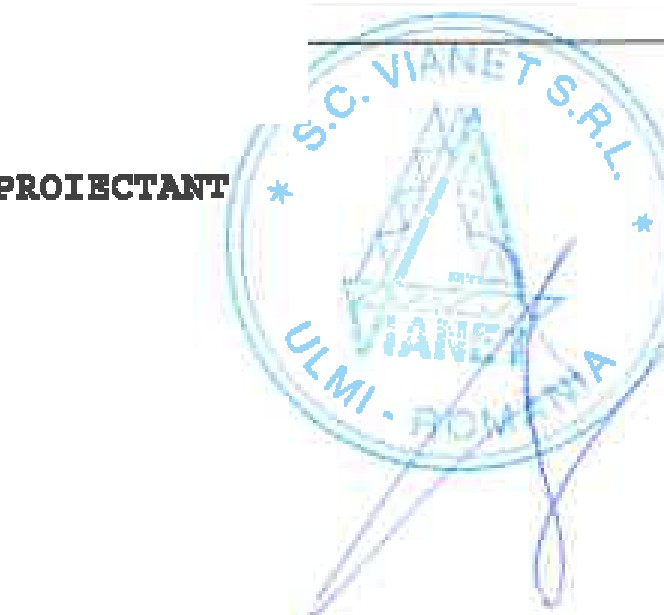 PROIECTANT
* S.C. VIANET S.R.L. *
VIANET
ULMI - ROMANIA